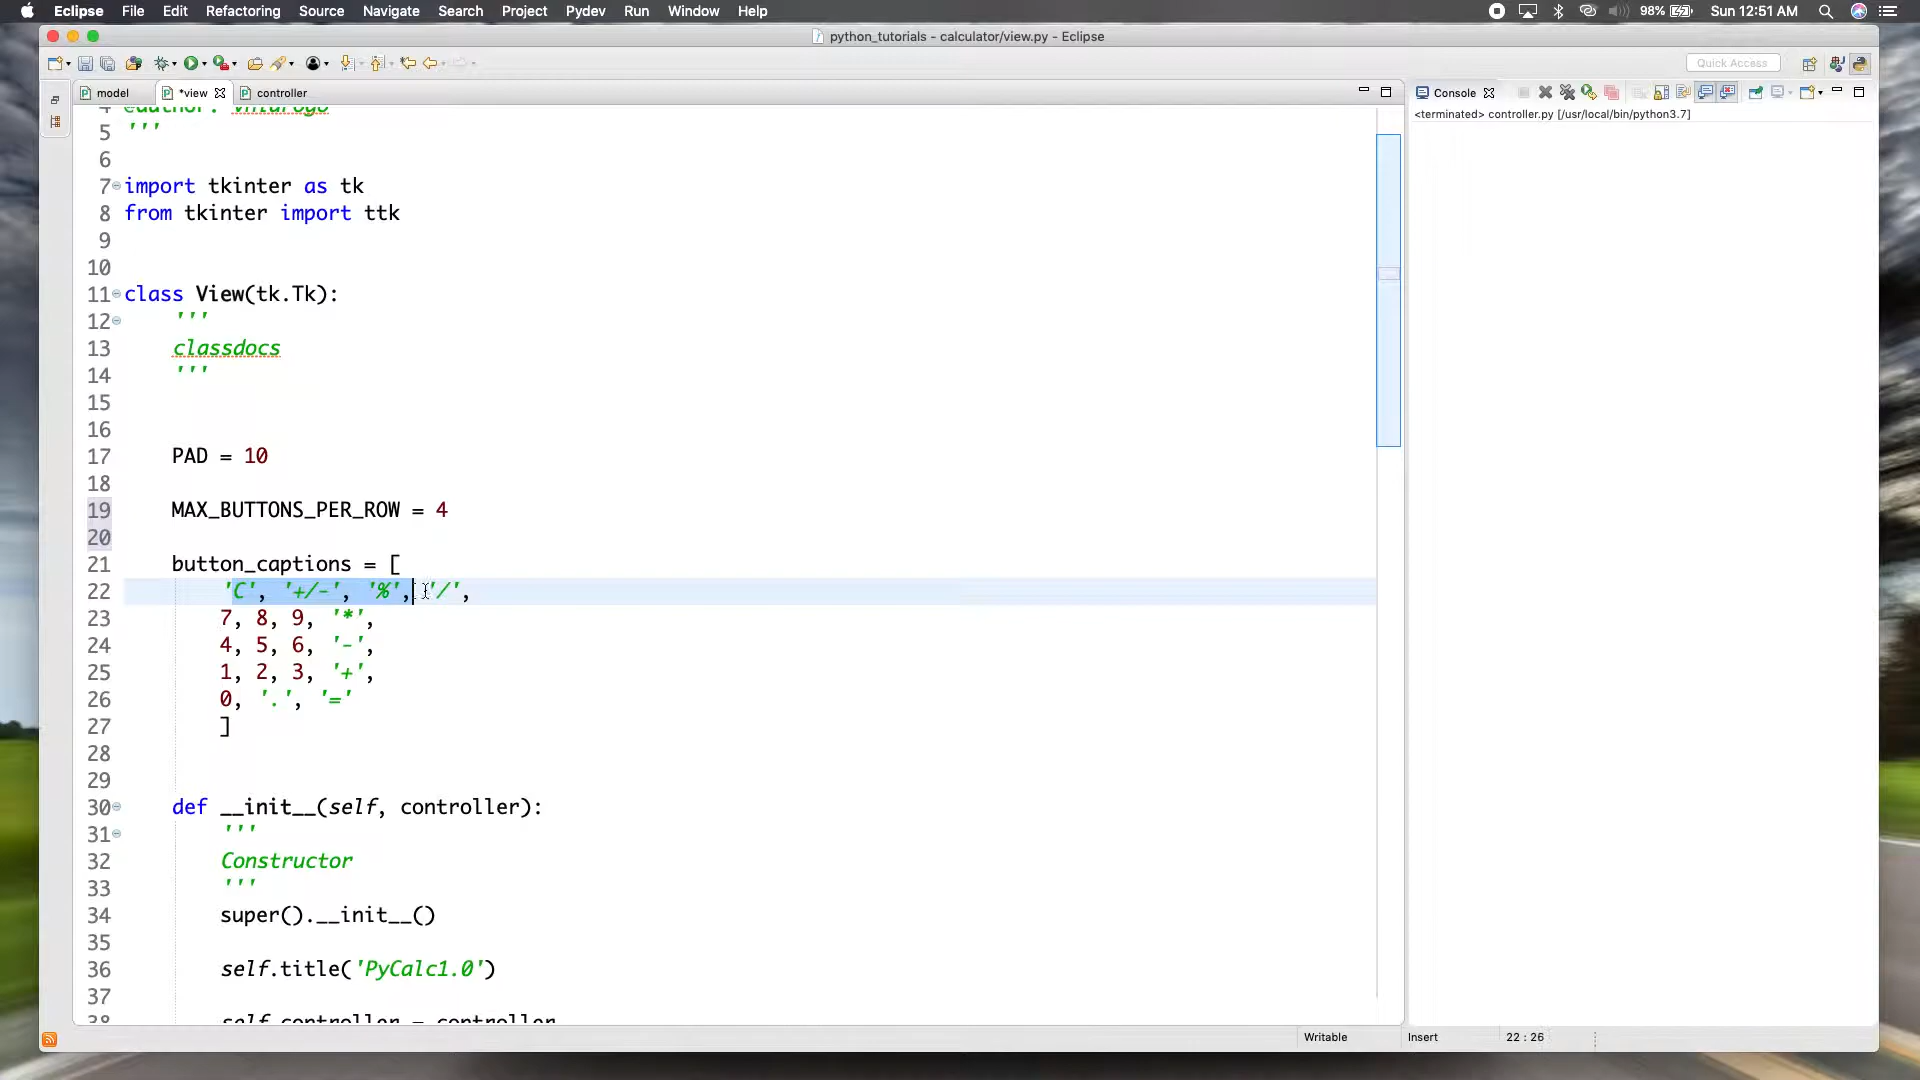 Eclipse File Edit Refactoring Source Navigate Search Project Pydev Run Window Help 98% Sun 12:51 AM
python_tutorials - calculator/view.py - Eclipse
Quick Access
model *view controller
Console
<terminated> controller.py [/usr/local/bin/python3.7]
4
5 '''
6
7 import tkinter as tk
8 from tkinter import ttk
9
10
11 class View(tk.Tk):
12 '''
13 classdocs
14 '''
15
16
17 PAD = 10
18
19 MAX_BUTTONS_PER_ROW = 4
20
21 button_captions = [
22 'C', '+/-', '%', '/',
23 7, 8, 9, '*',
24 4, 5, 6, '-',
25 1, 2, 3, '+',
26 0, '.', '='
27 ]
28
29
30 def __init__(self, controller):
31 '''
32 Constructor
33 '''
34 super().__init__()
35
36 self.title('PyCalc1.0')
37
38 self.controller = controller
Writable Insert 22 : 26